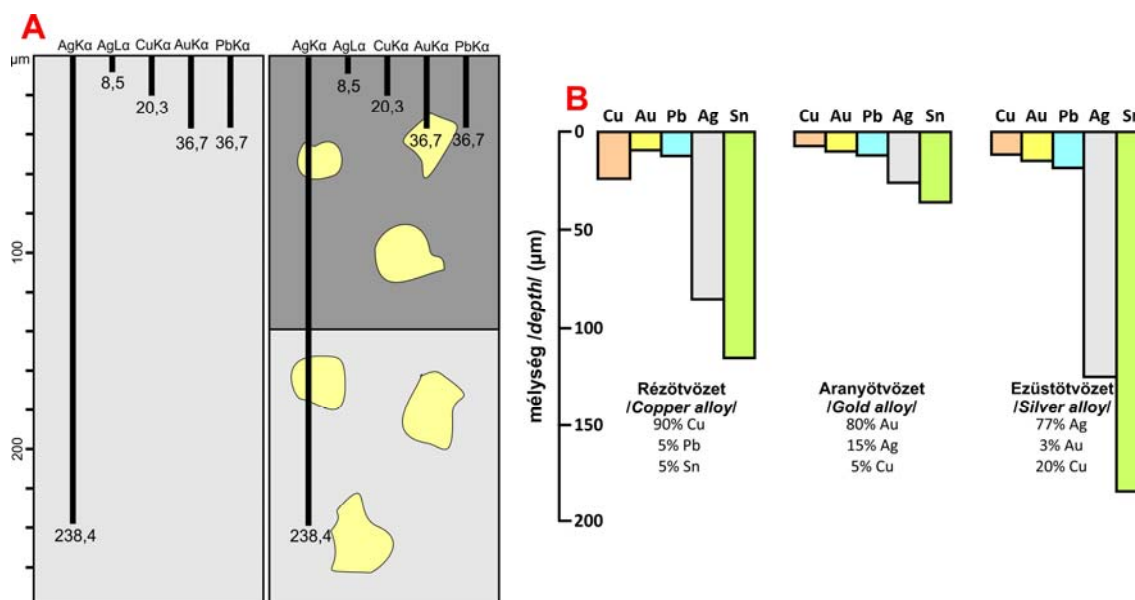 A
AgKα AgLα CuKα AuKα PbKα
µm
8,5
20,3
36,7 36,7
238,4
100
200
AgKα AgLα CuKα AuKα PbKα
8,5
20,3
36,7 36,7
238,4
B
Cu Au Pb Ag Sn
Cu Au Pb Ag Sn
Cu Au Pb Ag Sn
0
50
100
150
200
mélység /depth/ (µm)
Rézötvözet
/Copper alloy/
90% Cu
5% Pb
5% Sn
Aranyötvözet
/Gold alloy/
80% Au
15% Ag
5% Cu
Ezüstötvözet
/Silver alloy/
77% Ag
3% Au
20% Cu